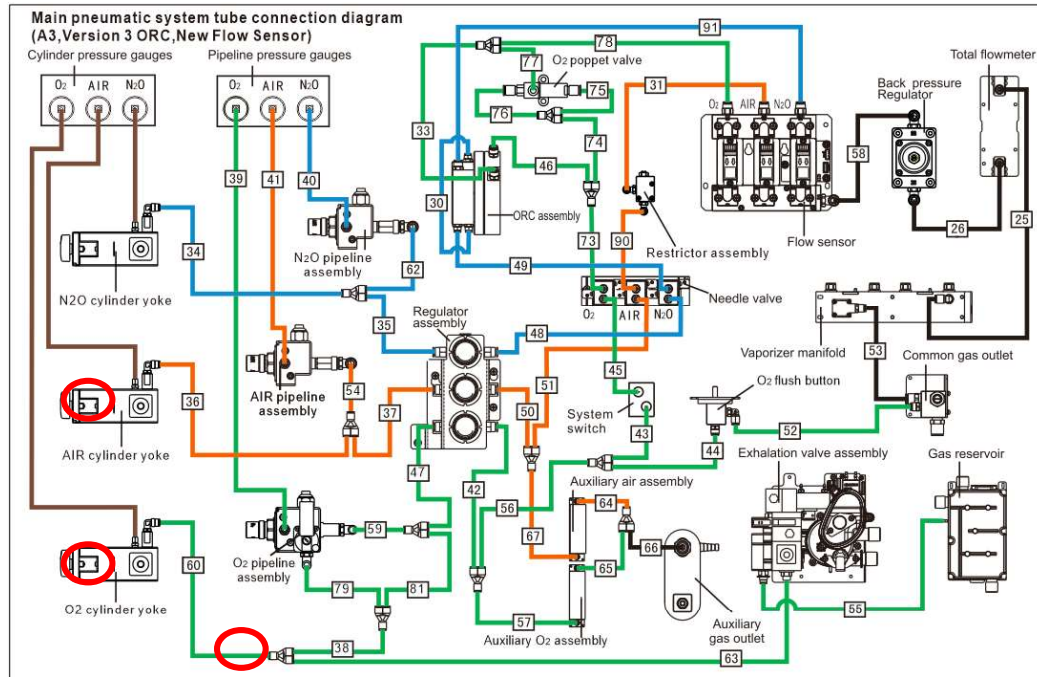 Main pneumatic system tube connection diagram
(A3,Version 3 ORC,New Flow Sensor)
Cylinder pressure gauges
Pipeline pressure gauges
O2 AIR N2O
O2 AIR N2O
91
78
77
O2 poppet valve
75
76
31
O2 AIR N2O
Total flowmeter
Back pressure
Regulator
33
74
58
39
41
40
46
30
ORC assembly
Restrictor assembly
Flow sensor
26
25
34
N2O cylinder yoke
N2O pipeline
assembly
62
49
73
90
Needle valve
O2 AIR N2O
35
Regulator
assembly
48
Vaporizer manifold
53
Common gas outlet
36
AIR cylinder yoke
AIR pipeline
assembly
54
37
50
51
45
System
switch
43
O2 flush button
44
52
47
42
56
Auxiliary air assembly
Exhalation valve assembly
Gas reservoir
59
67
64
66
65
60
O2 cylinder yoke
O2 pipeline
assembly
79
81
57
Auxiliary O2 assembly
Auxiliary
gas outlet
55
38
63